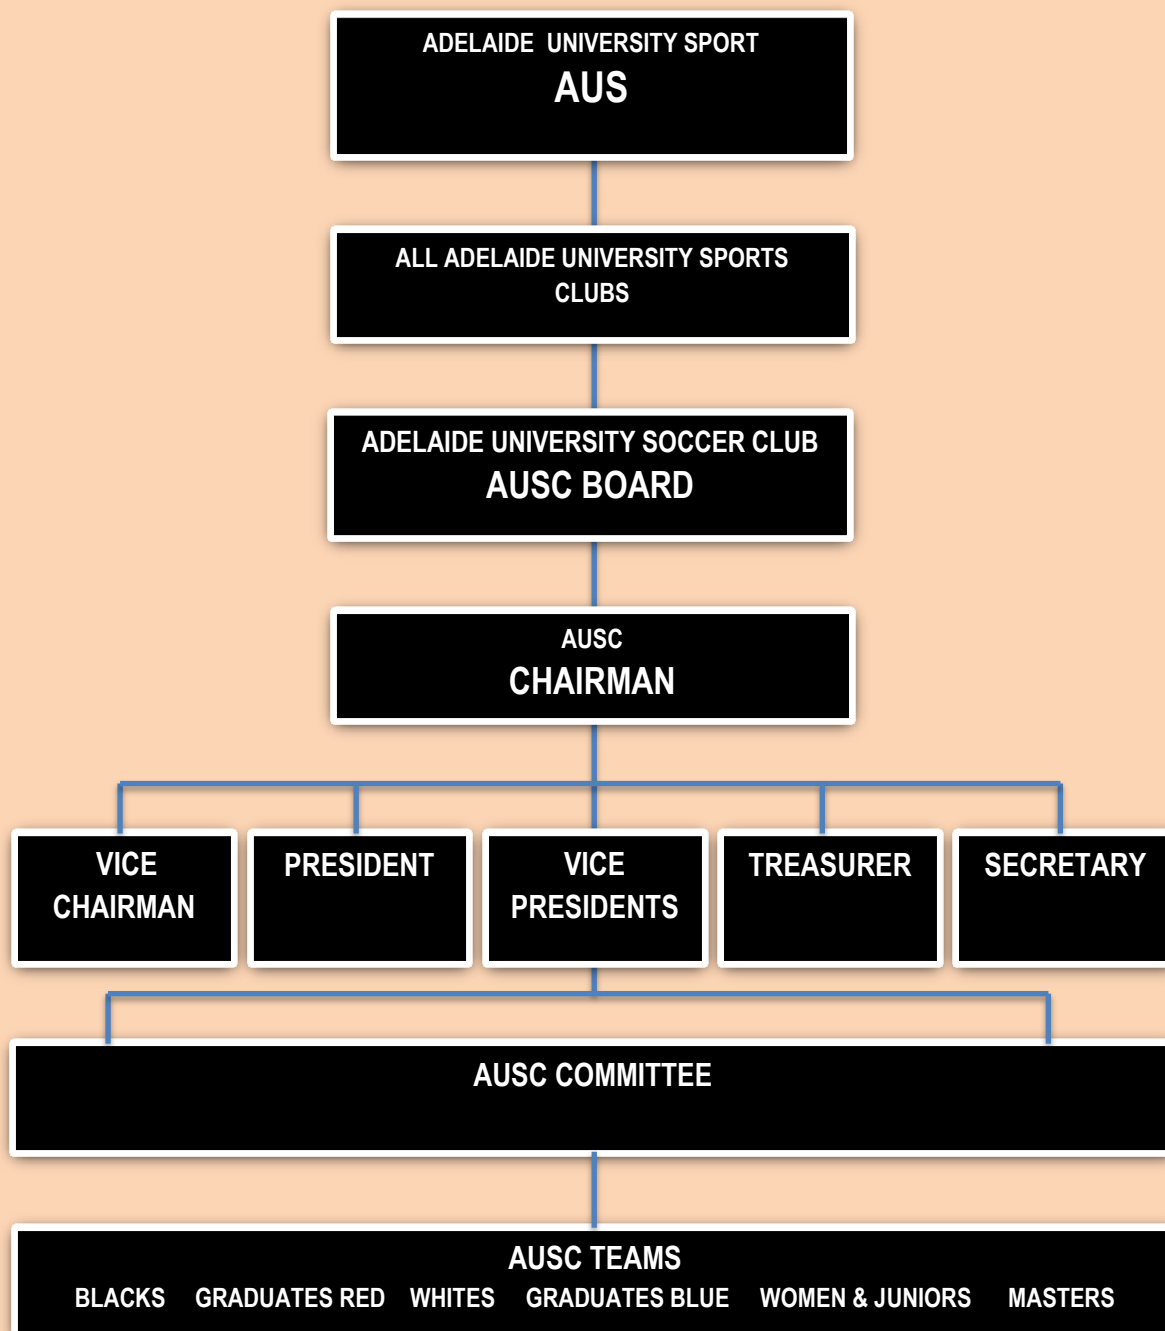 ADELAIDE UNIVERSITY SPORT
AUS
ALL ADELAIDE UNIVERSITY SPORTS
CLUBS
ADELAIDE UNIVERSITY SOCCER CLUB
AUSC BOARD
AUSC
CHAIRMAN
VICE
CHAIRMAN
PRESIDENT
VICE
PRESIDENTS
TREASURER
SECRETARY
AUSC COMMITTEE
AUSC TEAMS
BLACKS GRADUATES RED WHITES GRADUATES BLUE WOMEN & JUNIORS MASTERS